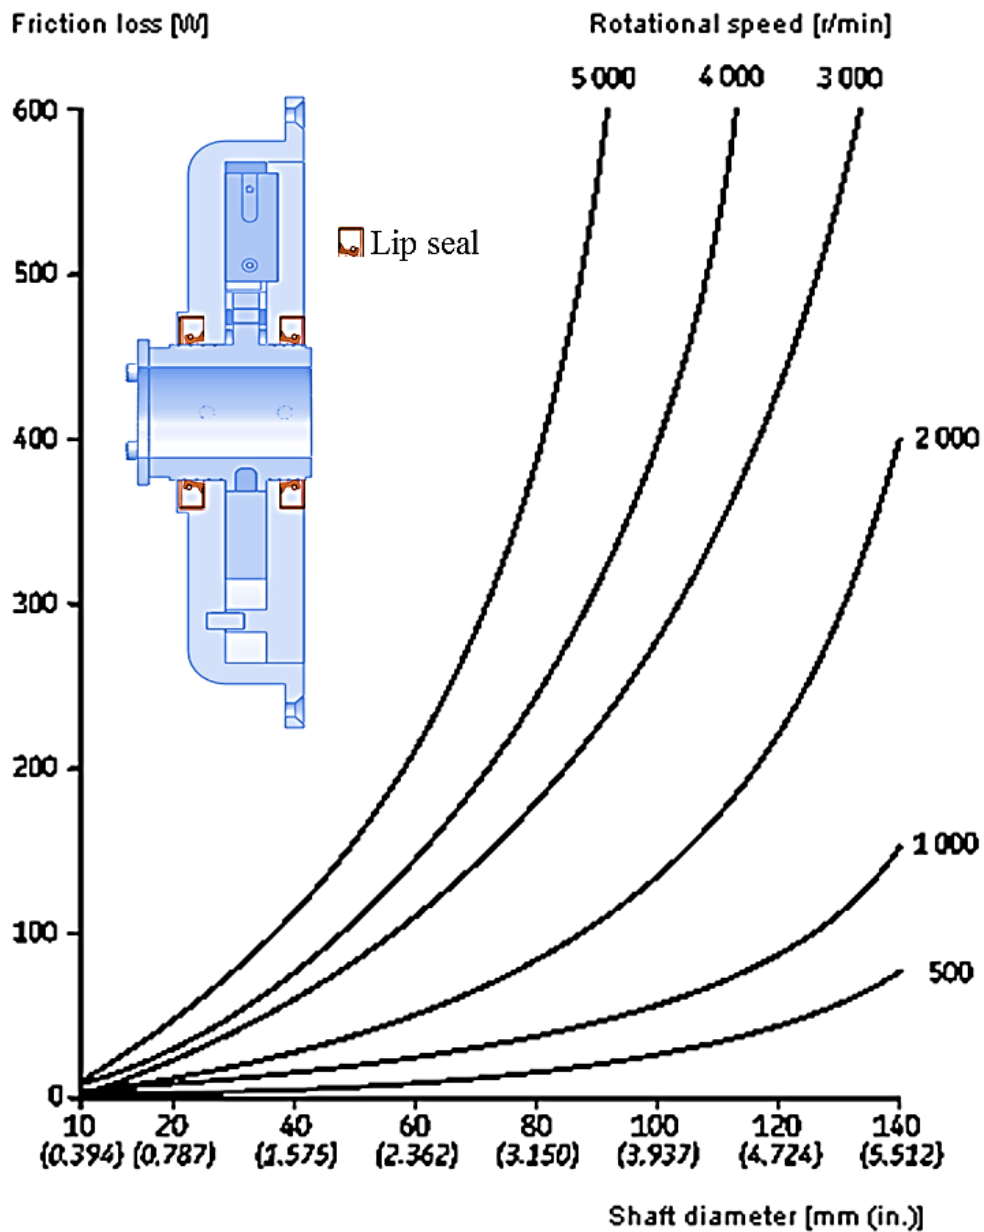 Friction loss [W]
Rotational speed [r/min]
5 000
4 000
3 000
600
Lip seal
500
400
2 000
300
200
1 000
100
500
0
10 20 40 60 80 100 120 140
(0.394) (0.787) (1.575) (2.362) (3.150) (3.937) (4.724) (5.512)
Shaft diameter [mm (in.)]